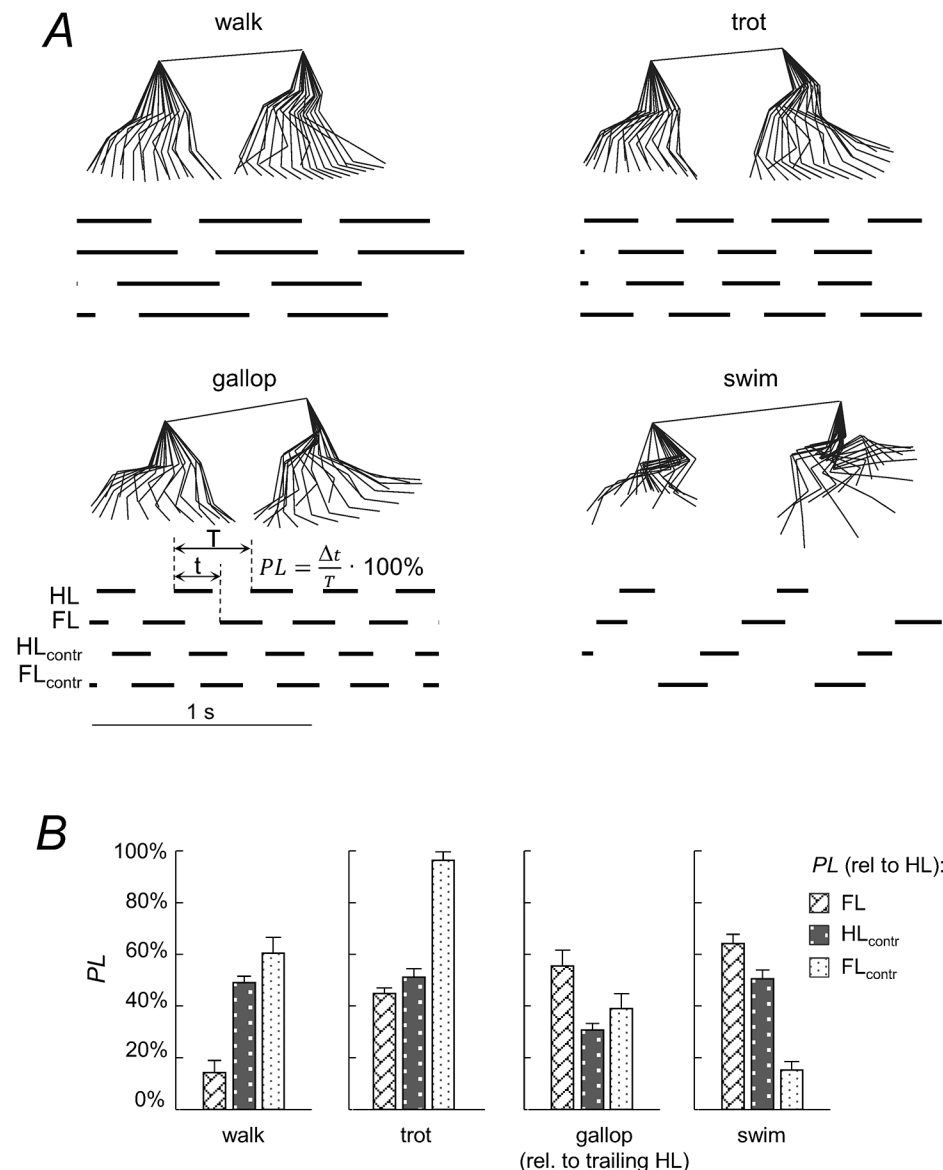 A
walk
trot
gallop
swim
T
t
PL = Δt/T · 100%
HL
FL
HLcontr
FLcontr
1 s
B
100%
80%
60%
40%
20%
0%
PL
walk
trot
gallop
(rel. to trailing HL)
swim
PL (rel to HL):
FL
HLcontr
FLcontr